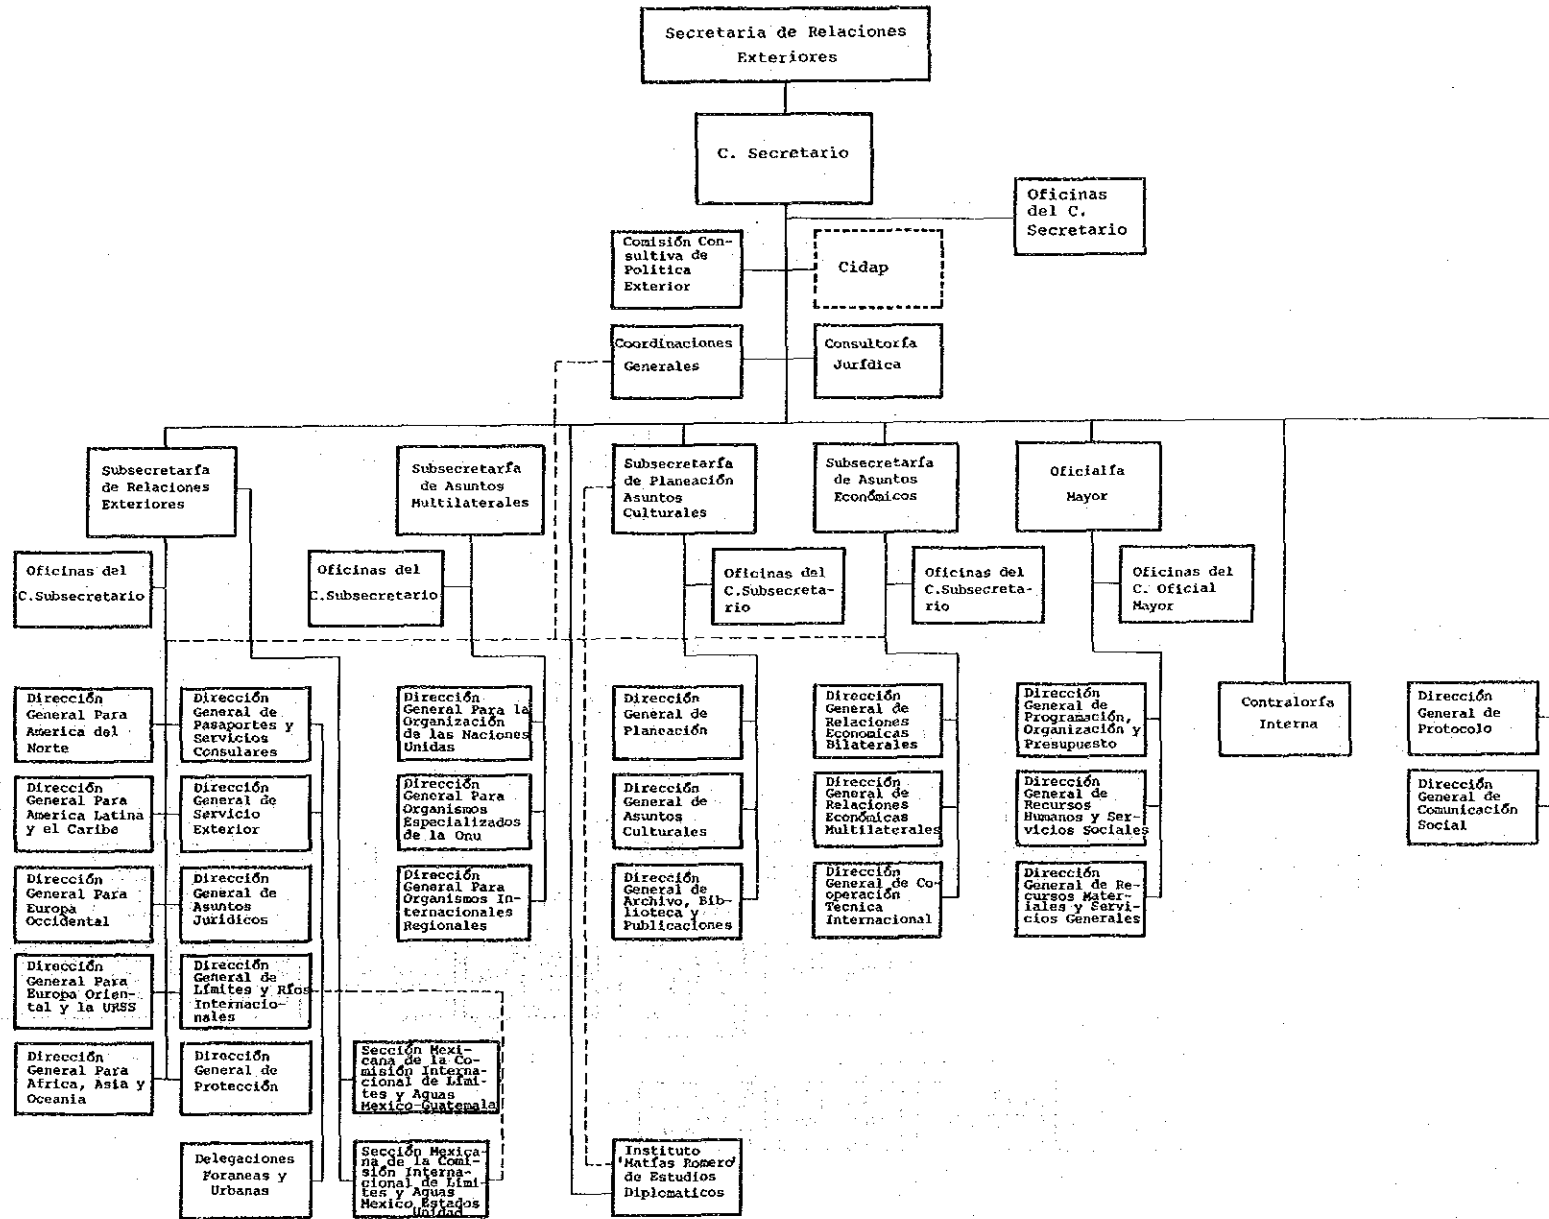 Secretaria de Relaciones
Exteriores
C. Secretario
Oficinas
del C.
Secretario
Comisión Con-
sultiva de
Politica
Exterior
Cidap
Coordinaciones
Generales
Consultoría
Jurídica
Subsecretaría
de Relaciones
Exteriores
Subsecretaría
de Asuntos
Multilaterales
Subsecretaría
de Planeación
Asuntos
Culturales
Subsecretaría
de Asuntos
Económicos
Oficialía
Mayor
Oficinas del
C.Subsecretario
Oficinas del
C.Subsecretario
Oficinas del
C.Subsecreta-
rio
Oficinas del
C.Subsecreta-
rio
Oficinas del
C. Oficial
Mayor
Dirección
General Para
America del
Norte
Dirección
General de
Pasaportes y
Servicios
Consulares
Dirección
General Para la
Organización
de las Naciones
Unidas
Dirección
General de
Planeación
Dirección
General de
Relaciones
Economicas
Bilaterales
Dirección
General de
Programación,
Organización y
Presupuesto
Contraloría
Interna
Dirección
General de
Protocolo
Dirección
General Para
America Latina
y el Caribe
Dirección
General de
Servicio
Exterior
Dirección
General Para
Organismos
Especializados
de la Onu
Dirección
General de
Asuntos
Culturales
Dirección
General de
Relaciones
Económicas
Multilaterales
Dirección
General de
Recursos
Humanos y Ser-
vicios Sociales
Dirección
General de
Comunicación
Social
Dirección
General Para
Europa
Occidental
Dirección
General de
Asuntos
Juridicos
Dirección
General Para
Organismos In-
ternacionales
Regionales
Dirección
General de
Archivo, Bib-
lioteca y
Publicaciones
Dirección
General de Co-
operación
Tecnica
Internacional
Dirección
General de Re-
cursos Mater-
iales y Servi-
cios Generales
Dirección
General Para
Europa Orien-
tal y la URSS
Dirección
General de
Límites y Ríos
Internacio-
nales
Dirección
General Para
Africa, Asia y
Oceania
Dirección
General de
Protección
Sección Mexi-
cana de la Co-
misión Interna-
cional de Lími-
tes y Aguas
Mexico-Guatemala
Delegaciones
Foraneas y
Urbanas
Sección Mexica-
na de la Comi-
sión Interna-
cional de Lími-
tes y Aguas
Mexico Estados
Unidad
Instituto
'Matías Romero'
de Estudios
Diplomaticos